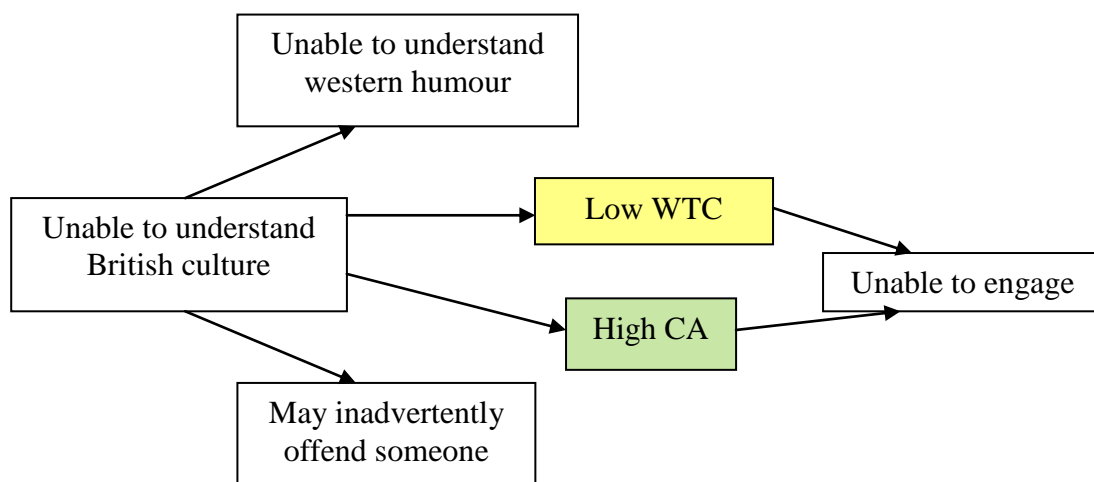 Unable to understand
western humour
Low WTC
Unable to understand
British culture
Unable to engage
High CA
May inadvertently
offend someone